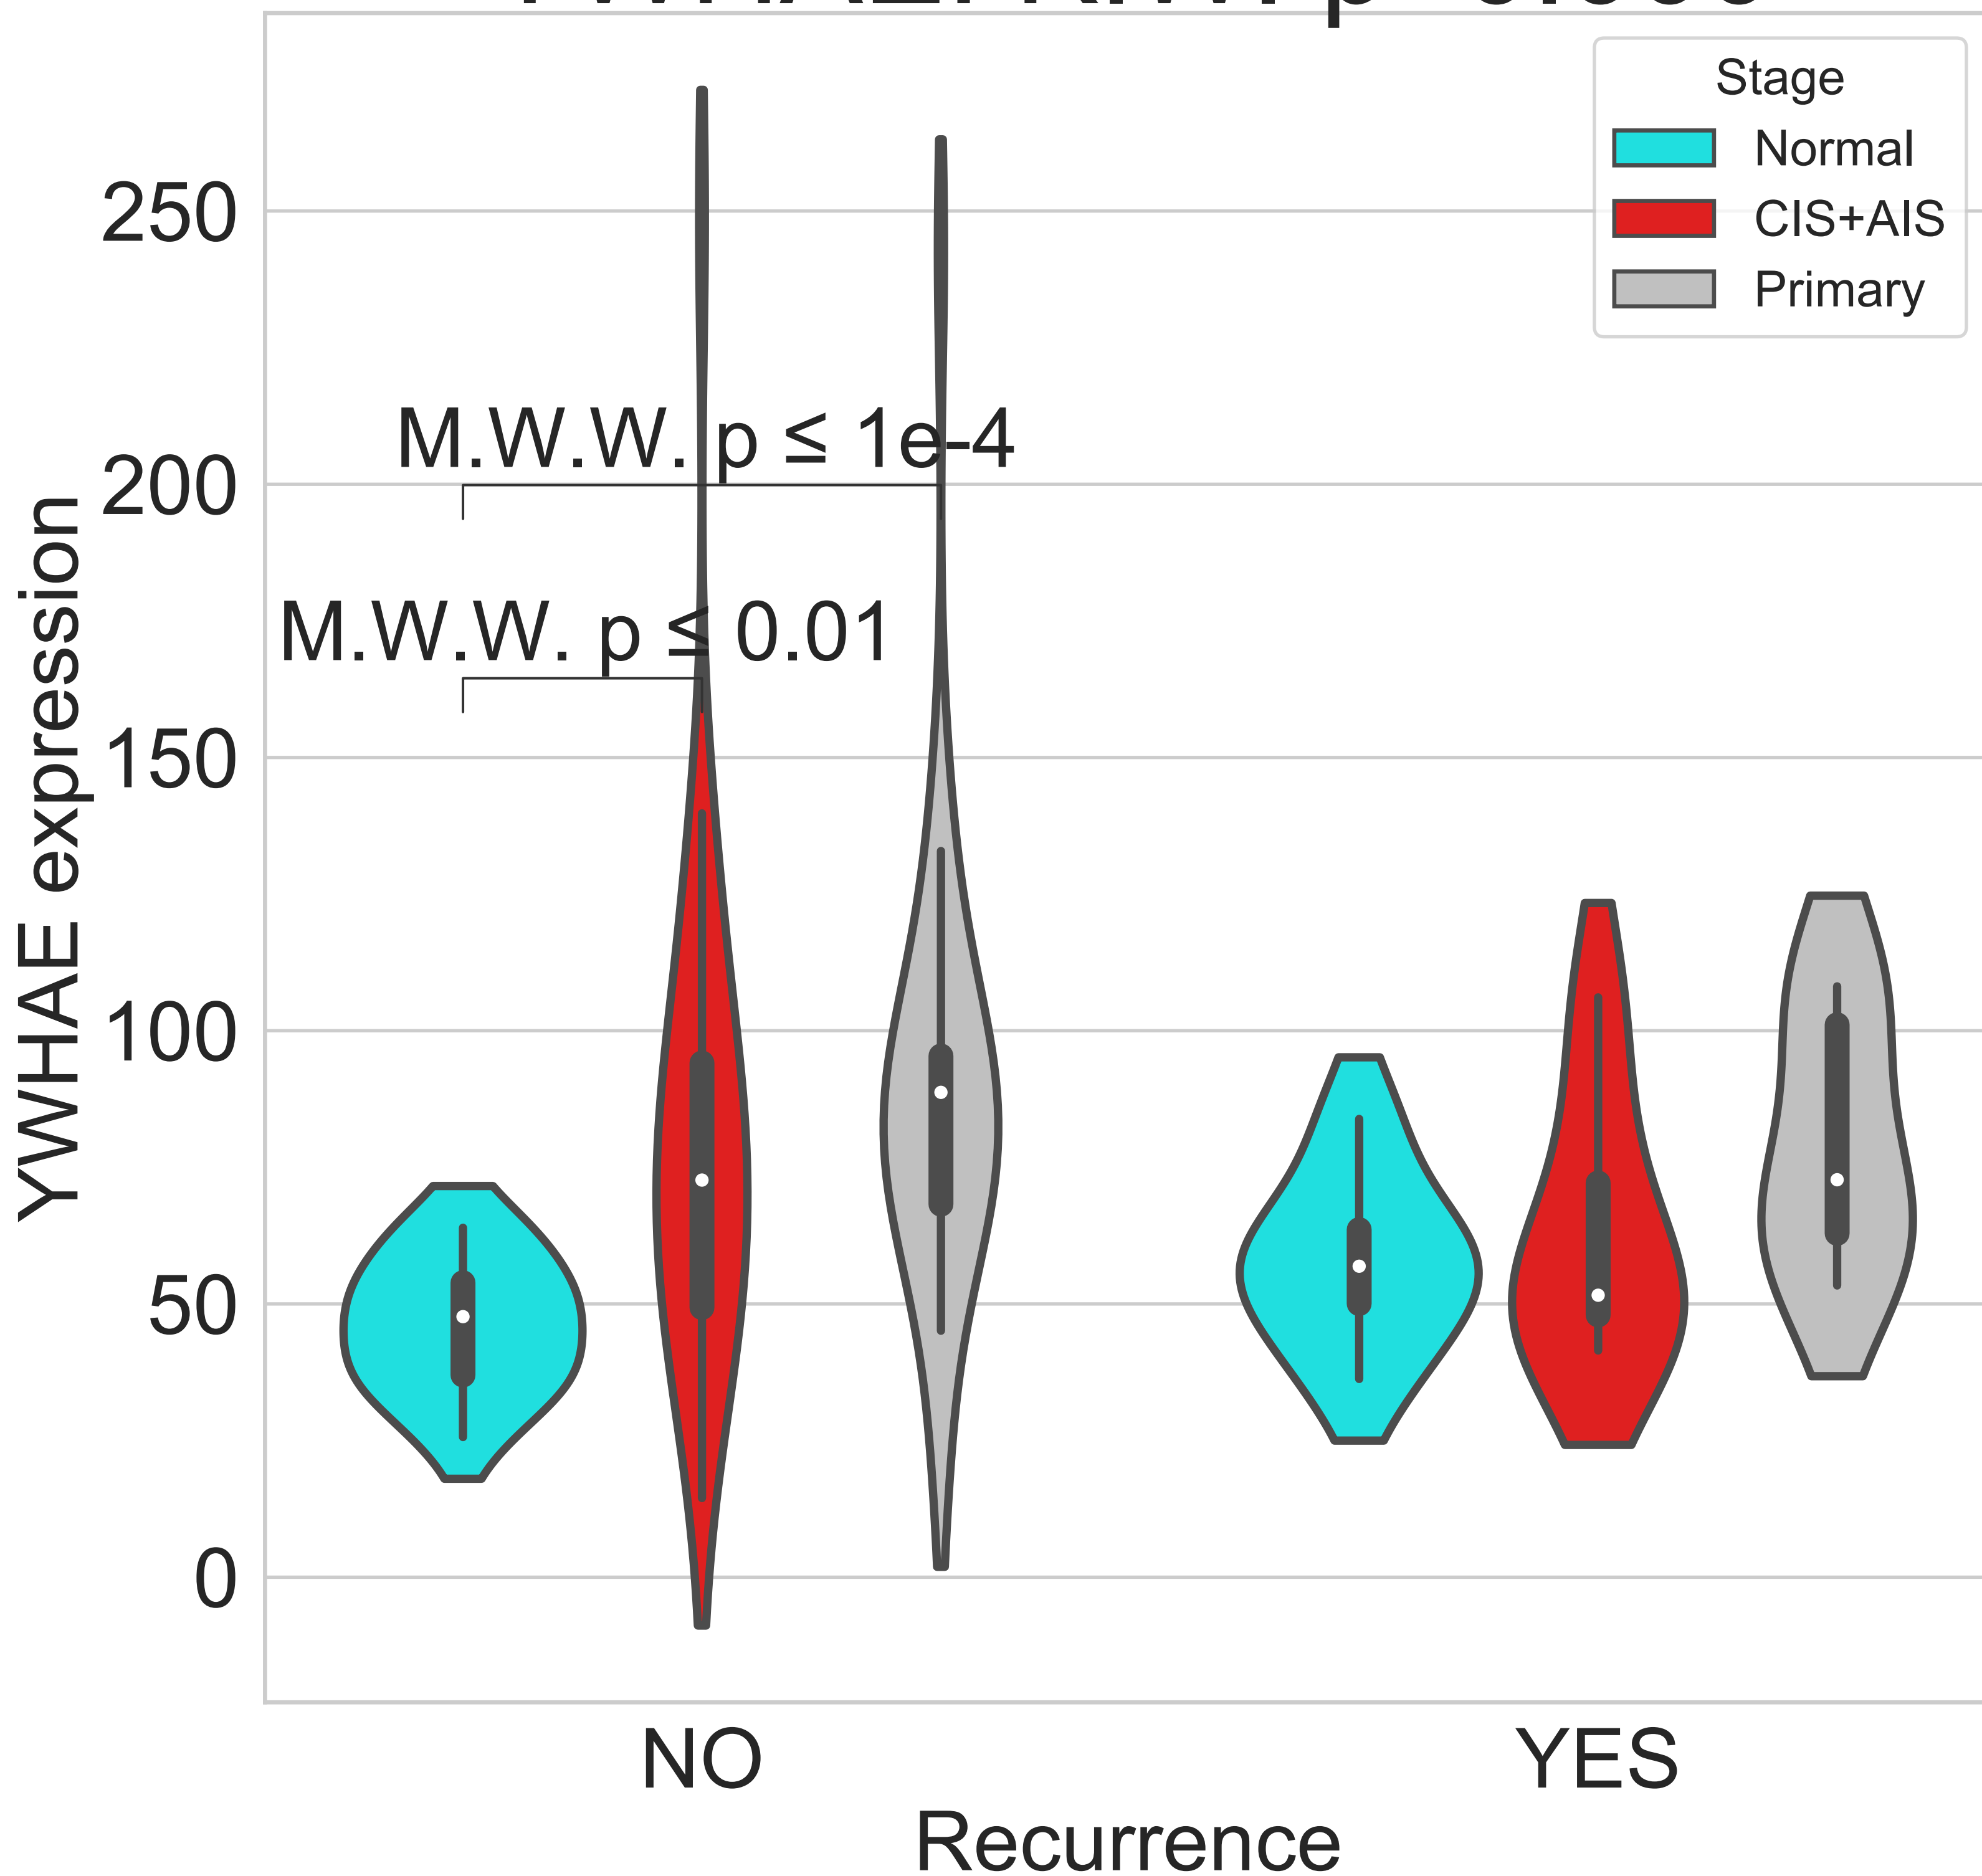 Stage
Normal
CIS+AIS
Primary
250
200
150
100
50
0
YWHAE expression
M.W.W. p ≤ 1e-4
M.W.W. p ≤ 0.01
NO
YES
Recurrence